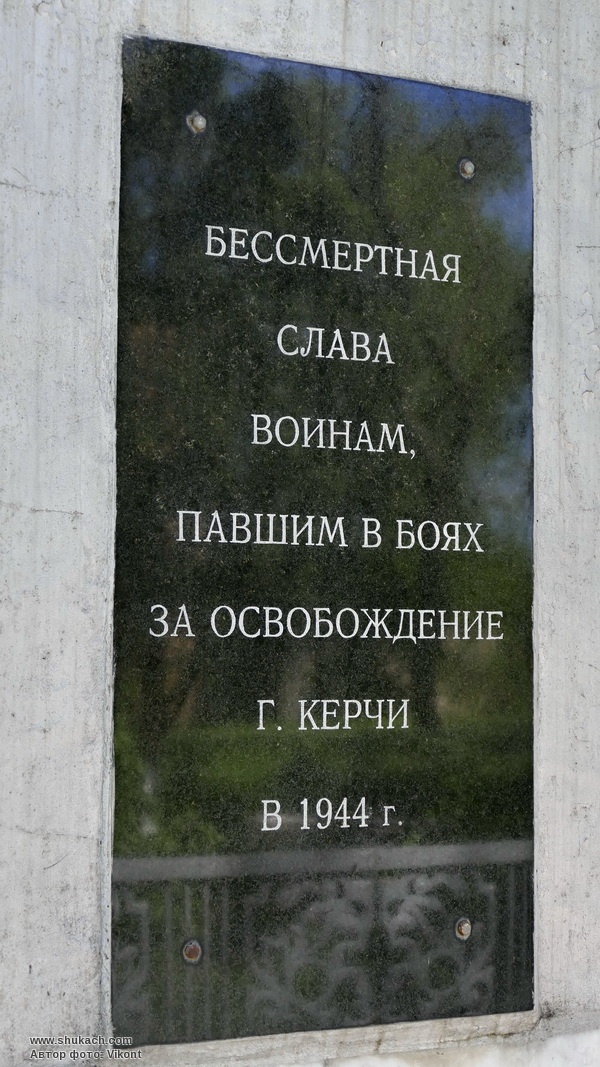 БЕССМЕРТНАЯ
СЛАВА
ВОИНАМ,
ПАВШИМ В БОЯХ
ЗА ОСВОБОЖДЕНИЕ
Г. КЕРЧИ
В 1944 г.
www.shukach.com
Автор фото: Vikont